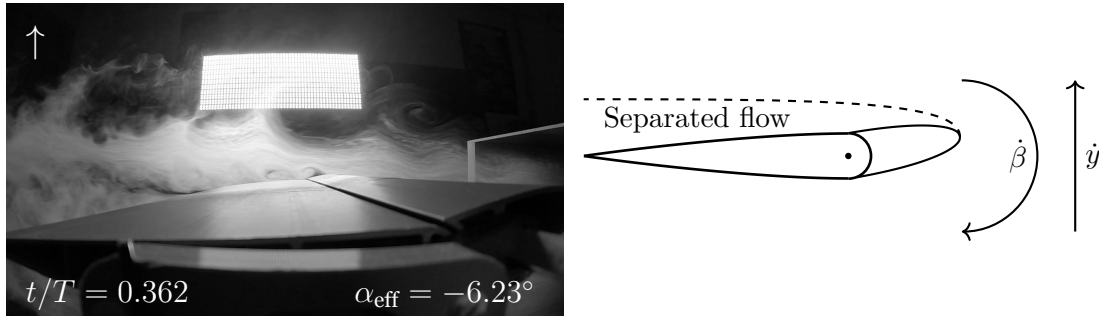 ↑
t/T = 0.362
α_eff = −6.23°
Separated flow
β̇
ẏ